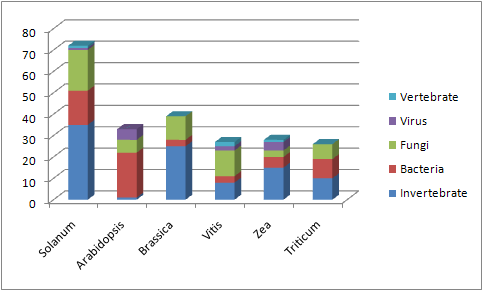 80
70
60
50
40
30
20
10
0
Solanum
Arabidopsis
Brassica
Vitis
Zea
Triticum
Vertebrate
Virus
Fungi
Bacteria
Invertebrate